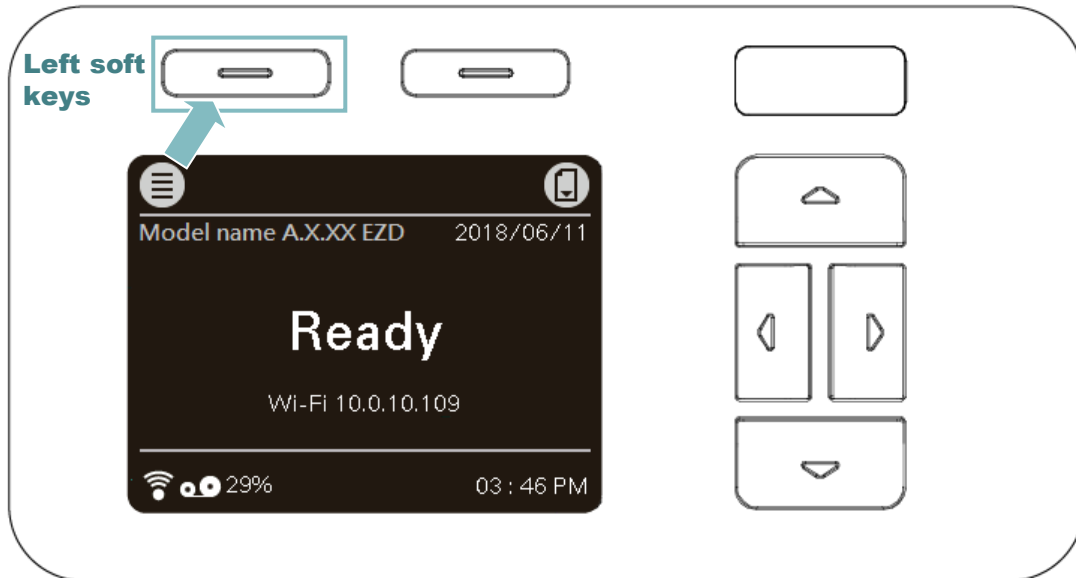 Left soft
keys
Model name A.X.XX EZD 2018/06/11
Ready
Wi-Fi 10.0.10.109
29% 03 : 46 PM